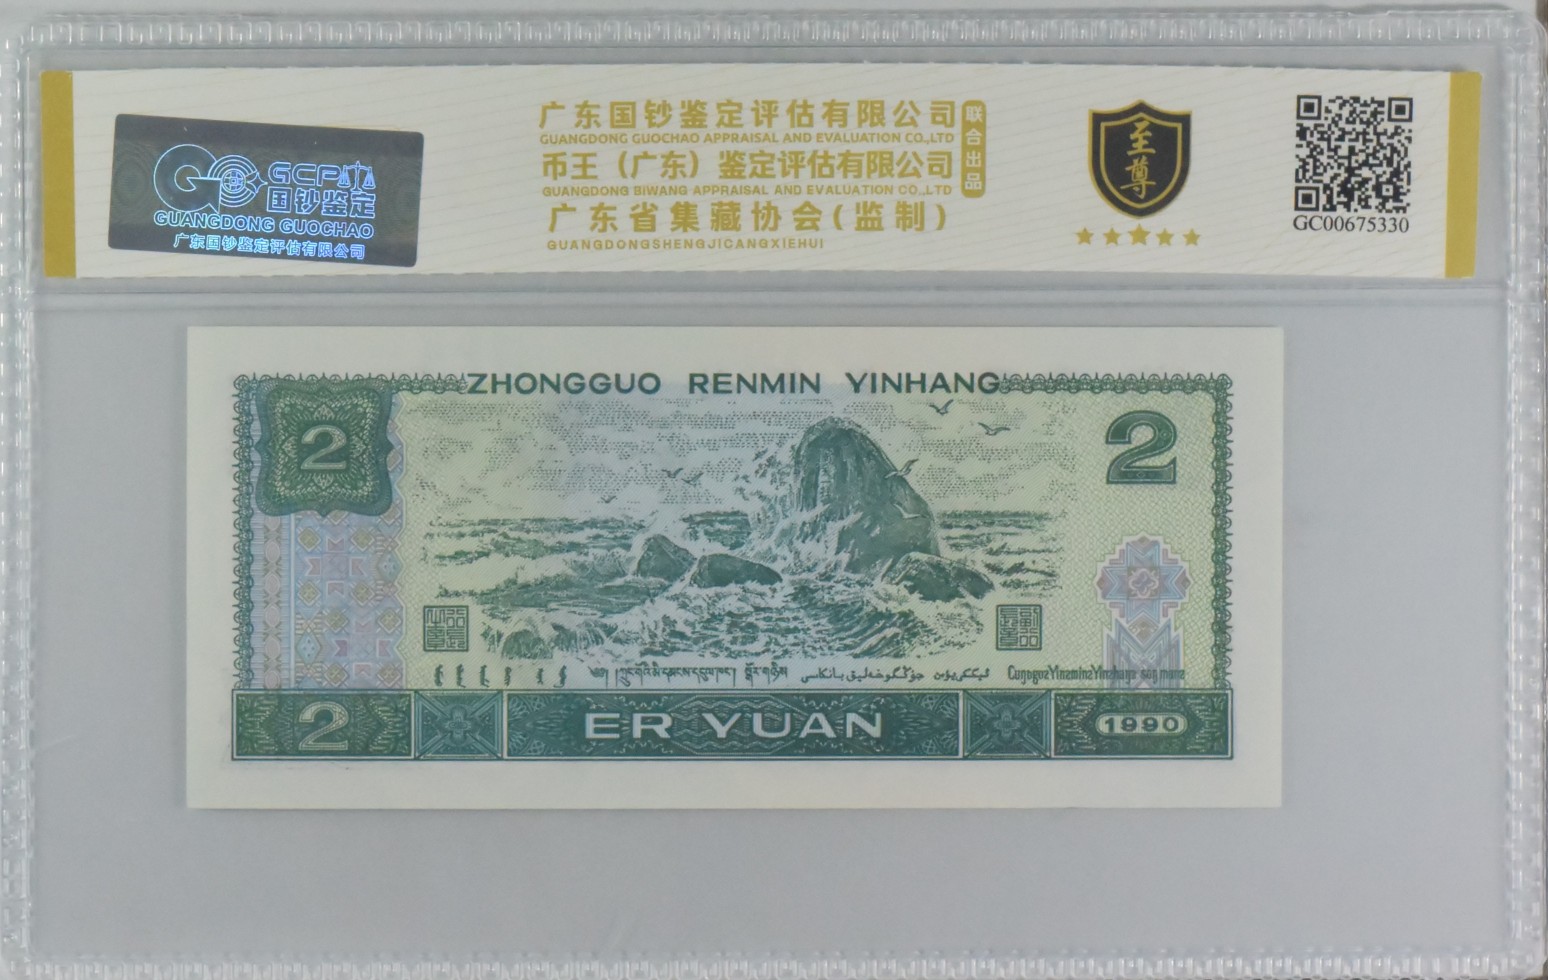 GCP
国钞鉴定
GUANGDONG GUOCHAO
广东国钞鉴定评估有限公司
广东国钞鉴定评估有限公司
GUANGDONG GUOCHAO APPRAISAL AND EVALUATION CO.,LTD
币王（广东）鉴定评估有限公司
GUANGDONG BIWANG APPRAISAL AND EVALUATION CO.,LTD
广东省集藏协会(监制)
GUANGDONGSHENGJICANGXIEHUI
联合出品
至尊
GC00675330
ZHONGGUO RENMIN YINHANG
2
2
2
ER YUAN
1990